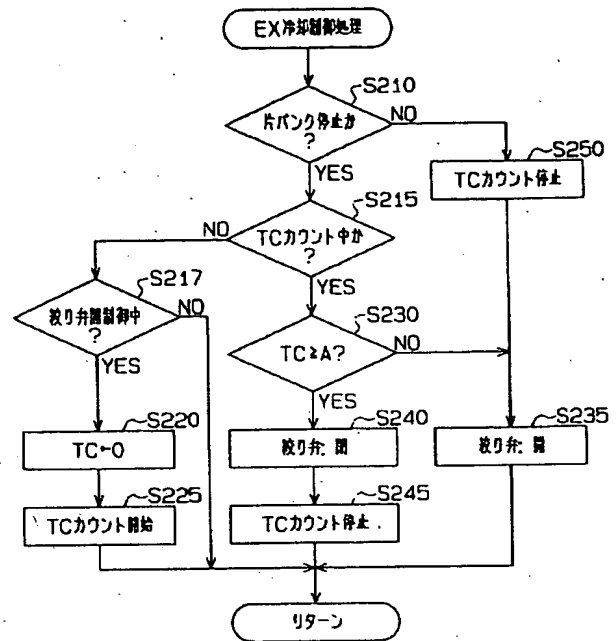 EX冷却制御処理
S210
片バンク停止か
?
NO
YES
S250
TCカウント停止
S215
TCカウント中か
?
NO
YES
S217
絞り弁開制御中
?
NO
YES
S230
TC≧A?
NO
YES
S220
TC←0
S240
絞り弁:閉
S235
絞り弁:開
S225
TCカウント開始
S245
TCカウント停止
リターン